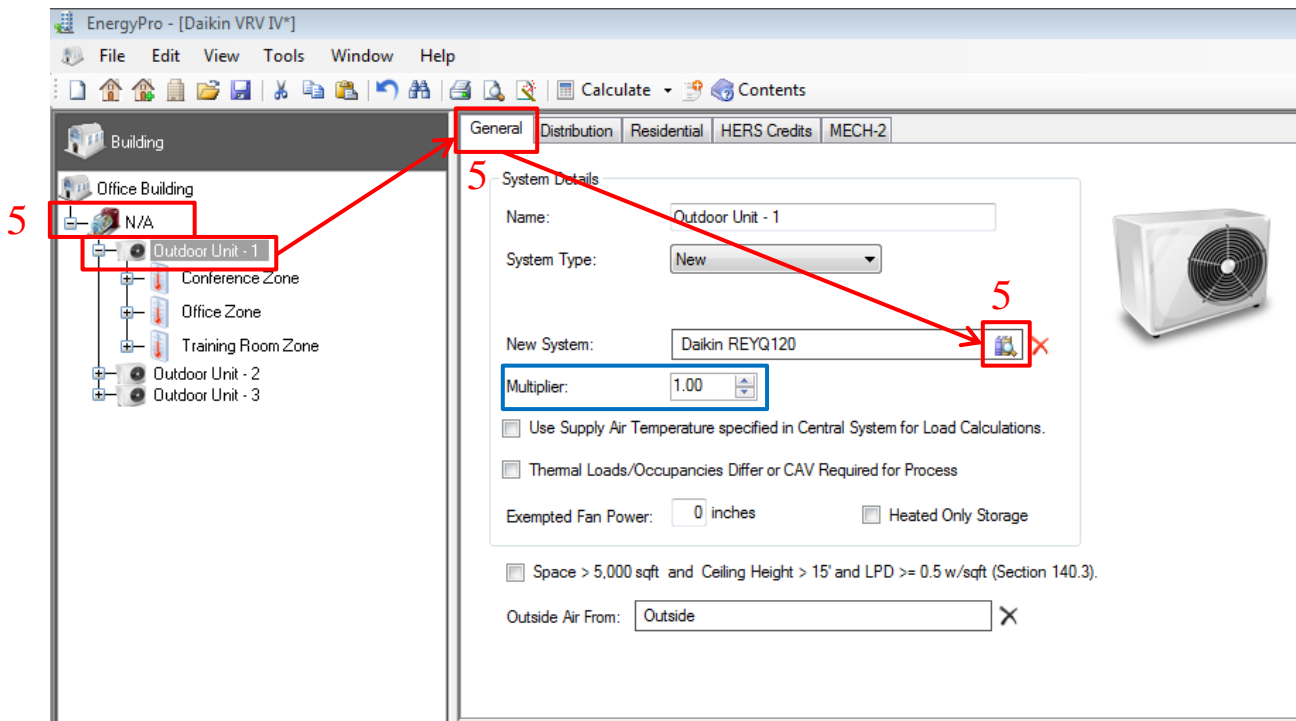 EnergyPro - [Daikin VRV IV*]
File Edit View Tools Window Help
Calculate Contents
Building
General Distribution Residential HERS Credits MECH-2
5
System Details
Office Building
5
N/A
Name: Outdoor Unit - 1
Outdoor Unit - 1
System Type: New
Conference Zone
5
Office Zone
New System: Daikin REYQ120
Training Room Zone
Outdoor Unit - 2
Multiplier: 1.00
Outdoor Unit - 3
Use Supply Air Temperature specified in Central System for Load Calculations.
Thermal Loads/Occupancies Differ or CAV Required for Process
Exempted Fan Power: 0 inches Heated Only Storage
Space > 5,000 sqft and Ceiling Height > 15' and LPD >= 0.5 w/sqft (Section 140.3).
Outside Air From: Outside